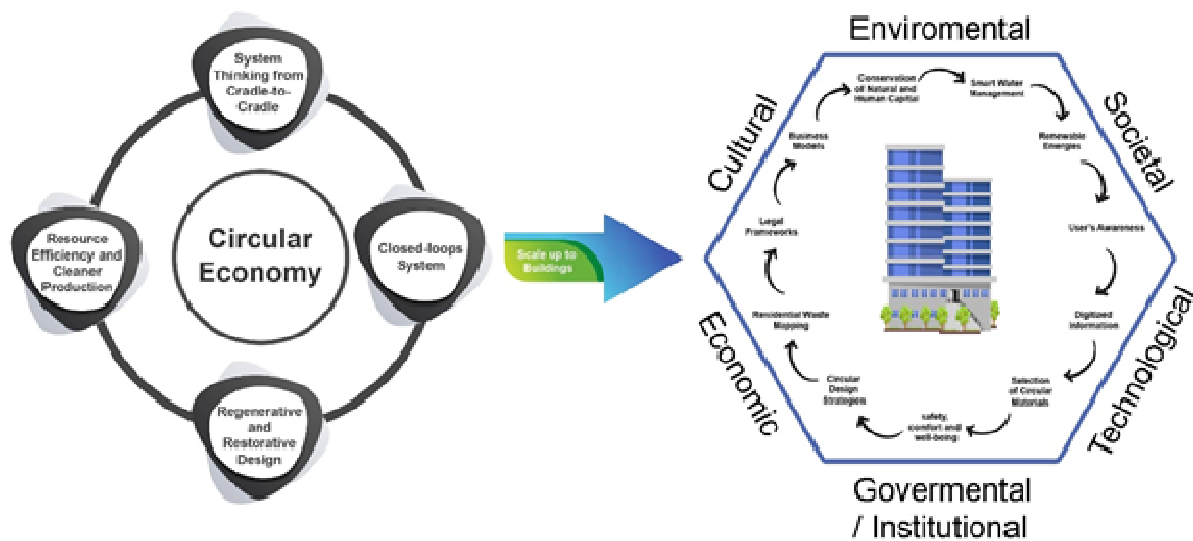 System
Thinking from
Cradle-to-
Cradle
Resource
Efficiency and
Cleaner
Production
Circular
Economy
Closed-loops
System
Regenerative
and
Restorative
Design
Scale up to
Buildings
Enviromental
Societal
Technological
Govermental
/ Institutional
Economic
Cultural
Conservation
of Natural and
Human Capital
Smart Water
Management
Renewable
Energies
User's Awareness
Digitized
Information
Selection
of Circular
Materials
safety,
comfort and
well-being
Circular
Design
Strategies
Residential Waste
Mapping
Legal
Frameworks
Business
Models